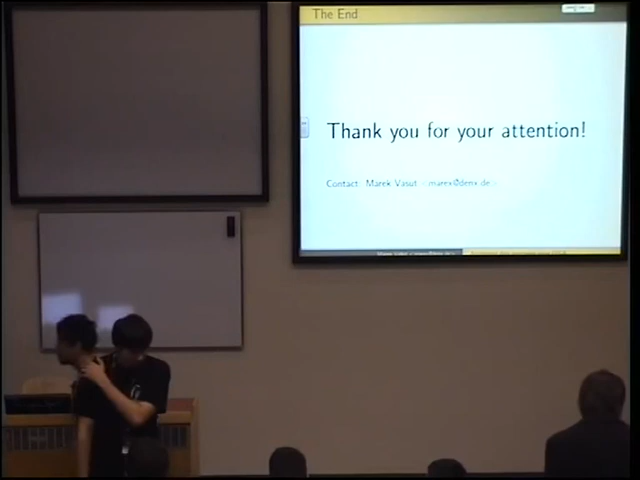 The End
Thank you for your attention!
Contact: Marek Vasut <marex@denx.de>